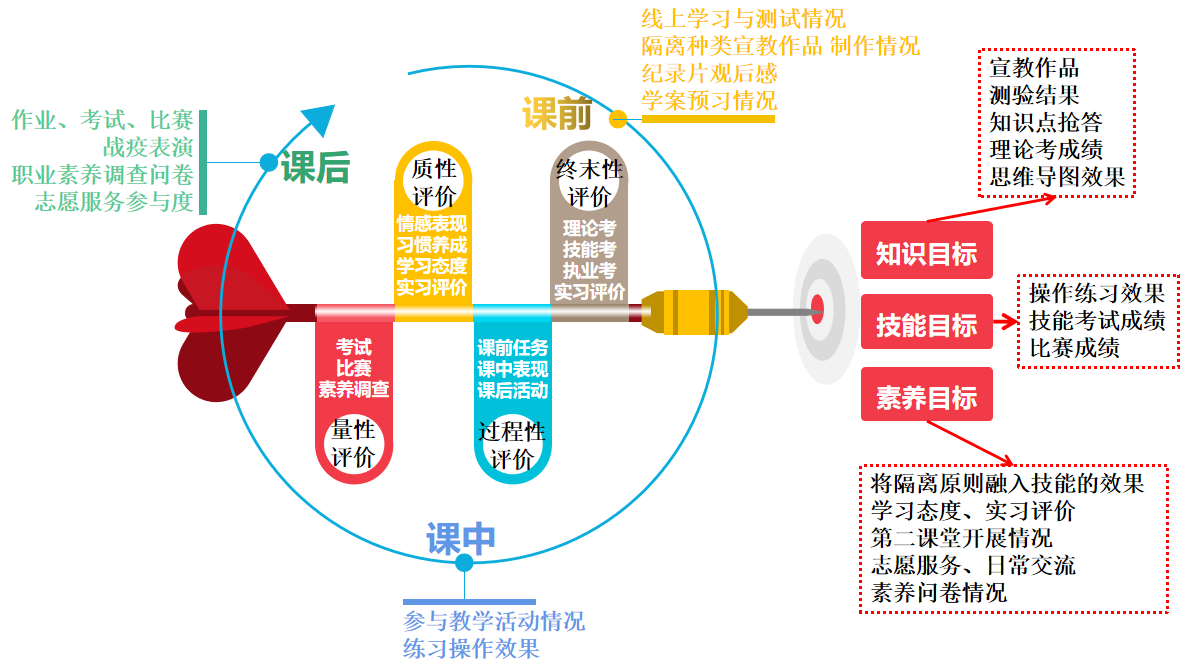 线上学习与测试情况
隔离种类宣教作品 制作情况
纪录片观后感
学案预习情况
课前
作业、考试、比赛
战疫表演
职业素养调查问卷
志愿服务参与度
课后
质性
评价
情感表现
习惯养成
学习态度
实习评价
终末性
评价
理论考
技能考
执业考
实习评价
考试
比赛
素养调查
量性
评价
课前任务
课中表现
课后活动
过程性
评价
课中
参与教学活动情况
练习操作效果
知识目标
技能目标
素养目标
宣教作品
测验结果
知识点抢答
理论考成绩
思维导图效果
操作练习效果
技能考试成绩
比赛成绩
将隔离原则融入技能的效果
学习态度、实习评价
第二课堂开展情况
志愿服务、日常交流
素养问卷情况